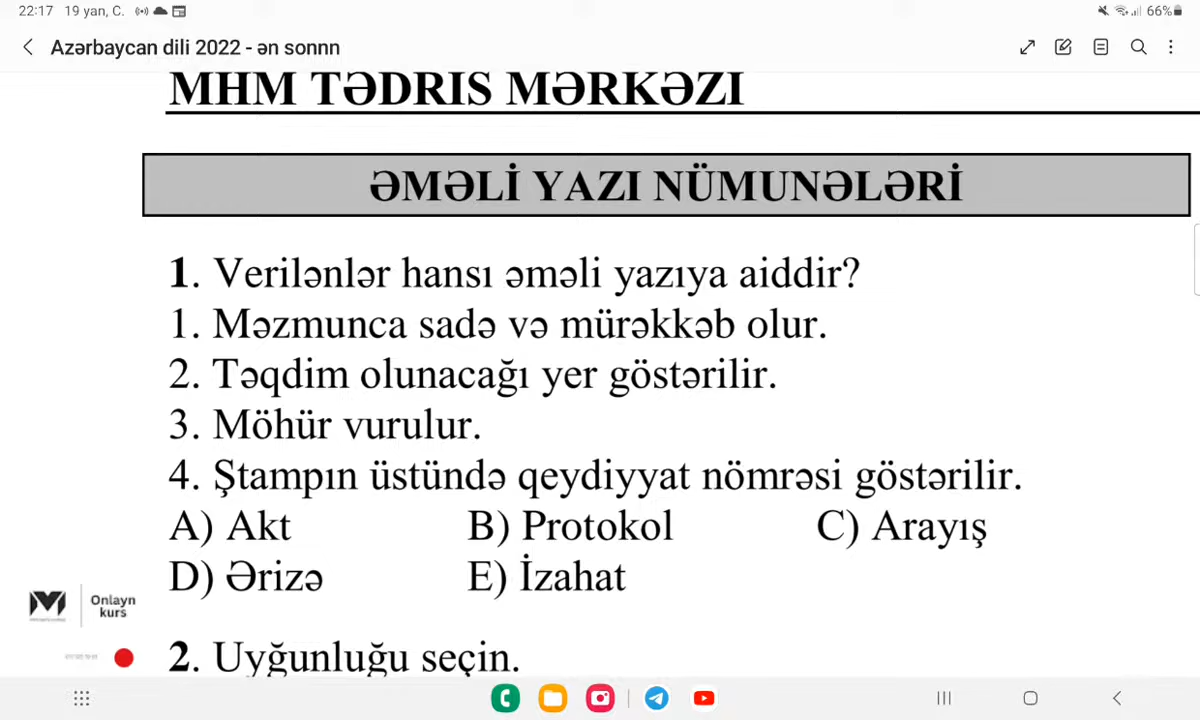 22:17 19 yan, C. 66%
Azərbaycan dili 2022 - ən sonnn
MHM TƏDRIS MƏRKƏZI
ƏMƏLİ YAZI NÜMUNƏLƏRİ
1. Verilənlər hansı əməli yazıya aiddir?
1. Məzmunca sadə və mürəkkəb olur.
2. Təqdim olunacağı yer göstərilir.
3. Möhür vurulur.
4. Ştampın üstündə qeydiyyat nömrəsi göstərilir.
A) Akt B) Protokol C) Arayış
D) Ərizə E) İzahat
Onlayn
kurs
2. Uyğunluğu seçin.